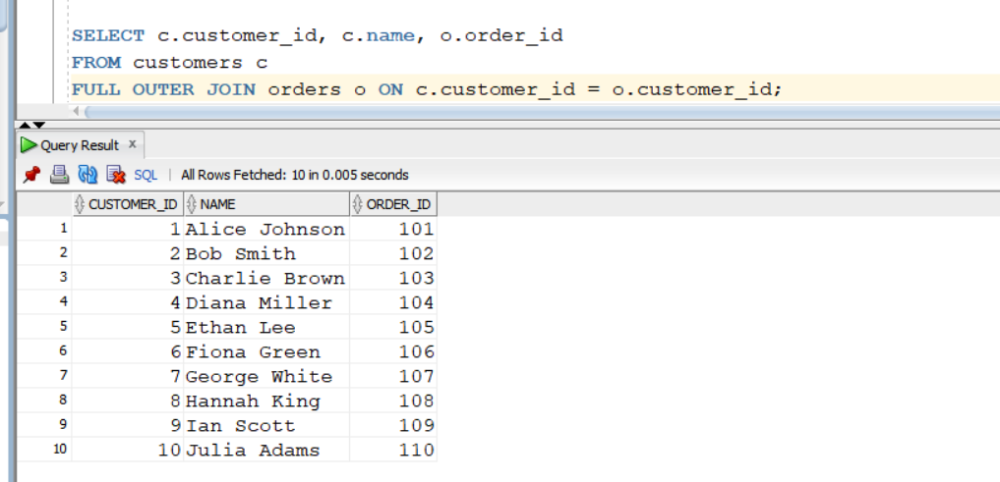 SELECT c.customer_id, c.name, o.order_id
FROM customers c
FULL OUTER JOIN orders o ON c.customer_id = o.customer_id;
Query Result x
SQL | All Rows Fetched: 10 in 0.005 seconds
CUSTOMER_ID NAME ORDER_ID
1 1 Alice Johnson 101
2 2 Bob Smith 102
3 3 Charlie Brown 103
4 4 Diana Miller 104
5 5 Ethan Lee 105
6 6 Fiona Green 106
7 7 George White 107
8 8 Hannah King 108
9 9 Ian Scott 109
10 10 Julia Adams 110